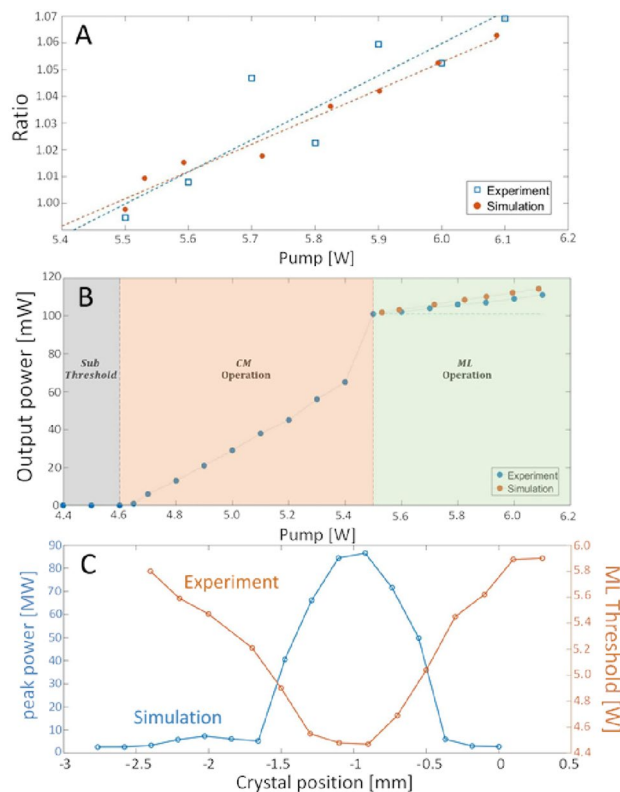 A
1.07
1.06
1.05
1.04
1.03
1.02
1.01
1.00
Ratio
Experiment
Simulation
5.4 5.5 5.6 5.7 5.8 5.9 6.0 6.1 6.2
Pump [W]
B
120
100
80
60
40
20
0
Output power [mW]
Sub CM ML
Threshold Operation Operation
Experiment
Simulation
4.4 4.6 4.8 5.0 5.2 5.4 5.6 5.8 6.0 6.2
Pump [W]
C
90
80
70
60
50
40
30
20
10
0
peak power [MW]
Experiment
Simulation
6.0
5.8
5.6
5.4
5.2
5.0
4.8
4.6
4.4
ML Threshold
[W]
-3 -2.5 -2 -1.5 -1 -0.5 0 0.5
Crystal position [mm]